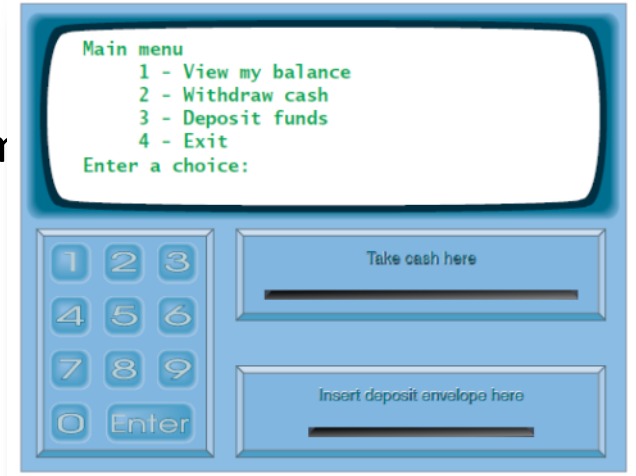 Main menu
1 - View my balance
2 - Withdraw cash
3 - Deposit funds
4 - Exit
Enter a choice:
1 2 3
4 5 6
7 8 9
0 Enter
Take cash here
Insert deposit envelope here